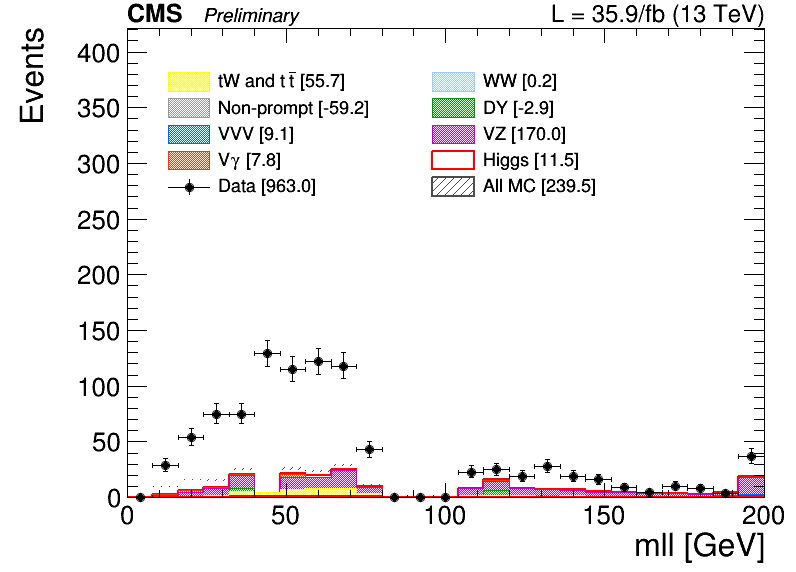 CMS Preliminary L = 35.9/fb (13 TeV)
Events
400
350
300
250
200
150
100
50
0
tW and t t̅ [55.7]
Non-prompt [-59.2]
VVV [9.1]
Vγ [7.8]
Data [963.0]
WW [0.2]
DY [-2.9]
VZ [170.0]
Higgs [11.5]
All MC [239.5]
0 50 100 150 200
mll [GeV]